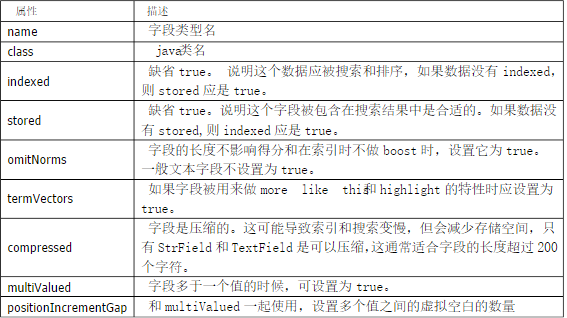 属性 描述
name 字段类型名
class java类名
indexed 缺省 true。 说明这个数据应被搜索和排序，如果数据没有 indexed，
则 stored 应是 true。
stored 缺省 true。说明这个字段被包含在搜索结果中是合适的。如果数据没
有 stored,则 indexed 应是 true。
omitNorms 字段的长度不影响得分和在索引时不做 boost 时，设置它为 true。
一般文本字段不设置为 true。
termVectors 如果字段被用来做 more like this和 highlight 的特性时应设置为
true。
compressed 字段是压缩的。这可能导致索引和搜索变慢，但会减少存储空间，只
有 StrField 和 TextField 是可以压缩,这通常适合字段的长度超过 200
个字符。
multiValued 字段多于一个值的时候，可设置为 true。
positionIncrementGap 和 multiValued 一起使用，设置多个值之间的虚拟空白的数量